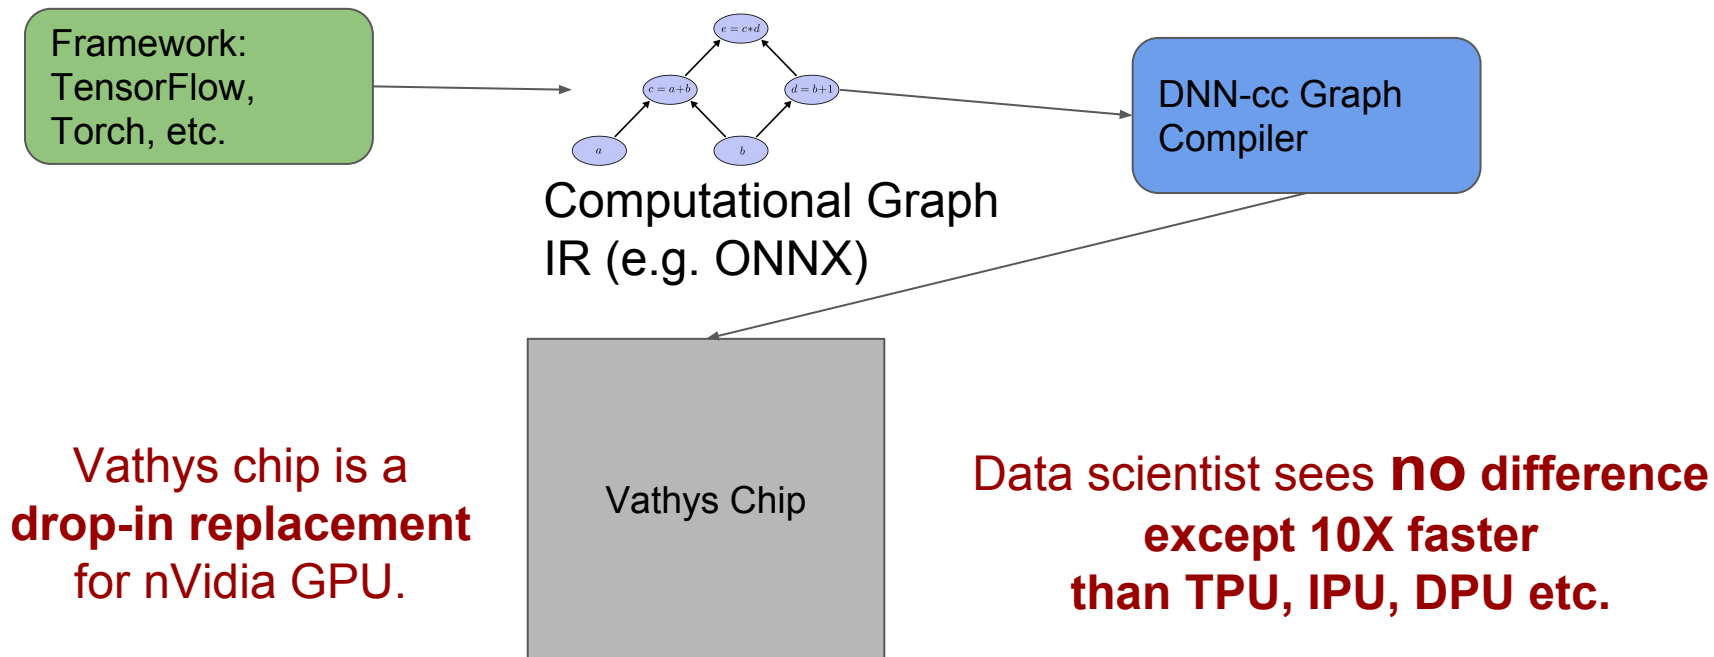 Framework:
TensorFlow,
Torch, etc.
e = c*d
c = a+b
d = b+1
a
b
Computational Graph
IR (e.g. ONNX)
DNN-cc Graph
Compiler
Vathys chip is a
drop-in replacement
for nVidia GPU.
Vathys Chip
Data scientist sees no difference
except 10X faster
than TPU, IPU, DPU etc.